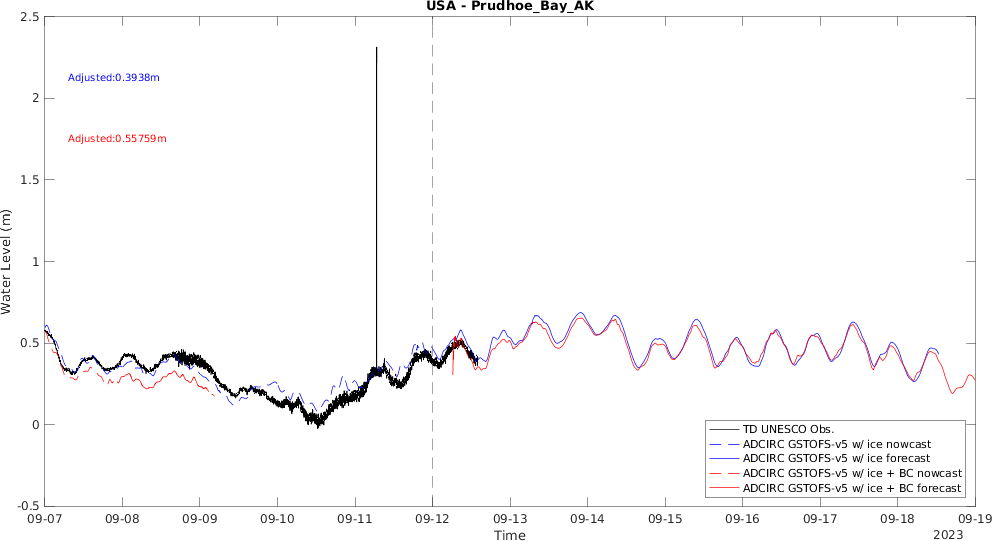 USA - Prudhoe_Bay_AK
2.5
2
1.5
1
0.5
0
-0.5
Water Level (m)
Adjusted:0.3938m
Adjusted:0.55759m
TD UNESCO Obs.
ADCIRC GSTOFS-v5 w/ ice nowcast
ADCIRC GSTOFS-v5 w/ ice forecast
ADCIRC GSTOFS-v5 w/ ice + BC nowcast
ADCIRC GSTOFS-v5 w/ ice + BC forecast
09-07 09-08 09-09 09-10 09-11 09-12 09-13 09-14 09-15 09-16 09-17 09-18 09-19
Time
2023